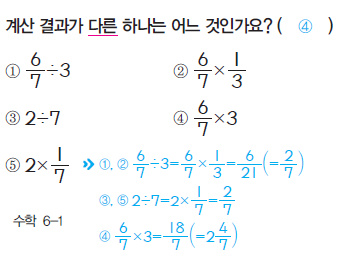 계산 결과가 다른 하나는 어느 것인가요? ( ④ )
① 6/7÷3 ② 6/7×1/3
③ 2÷7 ④ 6/7×3
⑤ 2×1/7 » ①, ② 6/7÷3=6/7×1/3=6/21(=2/7)
③, ⑤ 2÷7=2×1/7=2/7
수학 6-1
④ 6/7×3=18/7(=2 4/7)